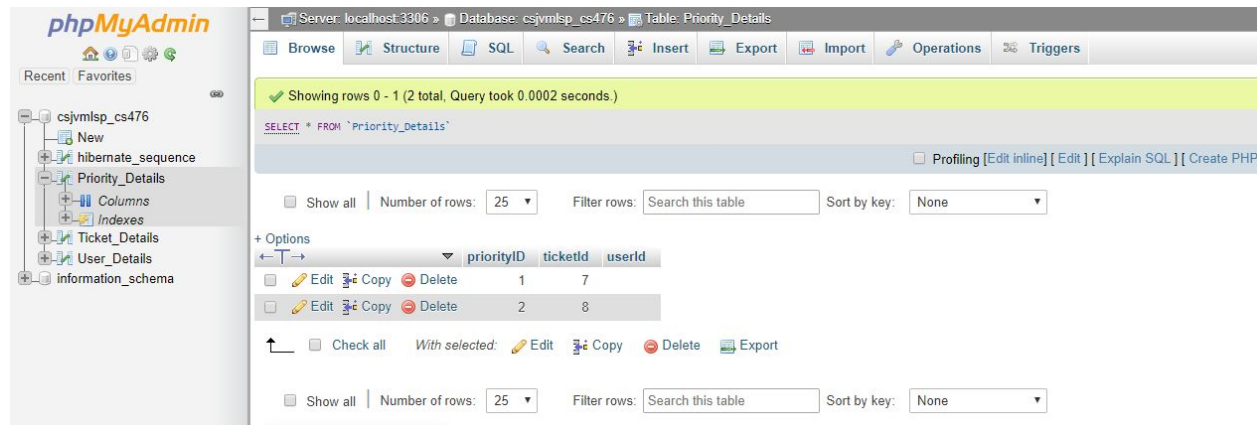 phpMyAdmin
Recent Favorites
csjvmlsp_cs476
New
hibernate_sequence
Priority_Details
Columns
Indexes
Ticket_Details
User_Details
information_schema
Server: localhost:3306 » Database: csjvmlsp_cs476 » Table: Priority_Details
Browse Structure SQL Search Insert Export Import Operations Triggers
Showing rows 0 - 1 (2 total, Query took 0.0002 seconds.)
SELECT * FROM `Priority_Details`
Profiling [Edit inline] [ Edit ] [ Explain SQL ] [ Create PHP
Show all | Number of rows: 25 Filter rows: Search this table Sort by key: None
+ Options
←T→ priorityID ticketId userId
Edit Copy Delete 1 7
Edit Copy Delete 2 8
Check all With selected: Edit Copy Delete Export
Show all | Number of rows: 25 Filter rows: Search this table Sort by key: None